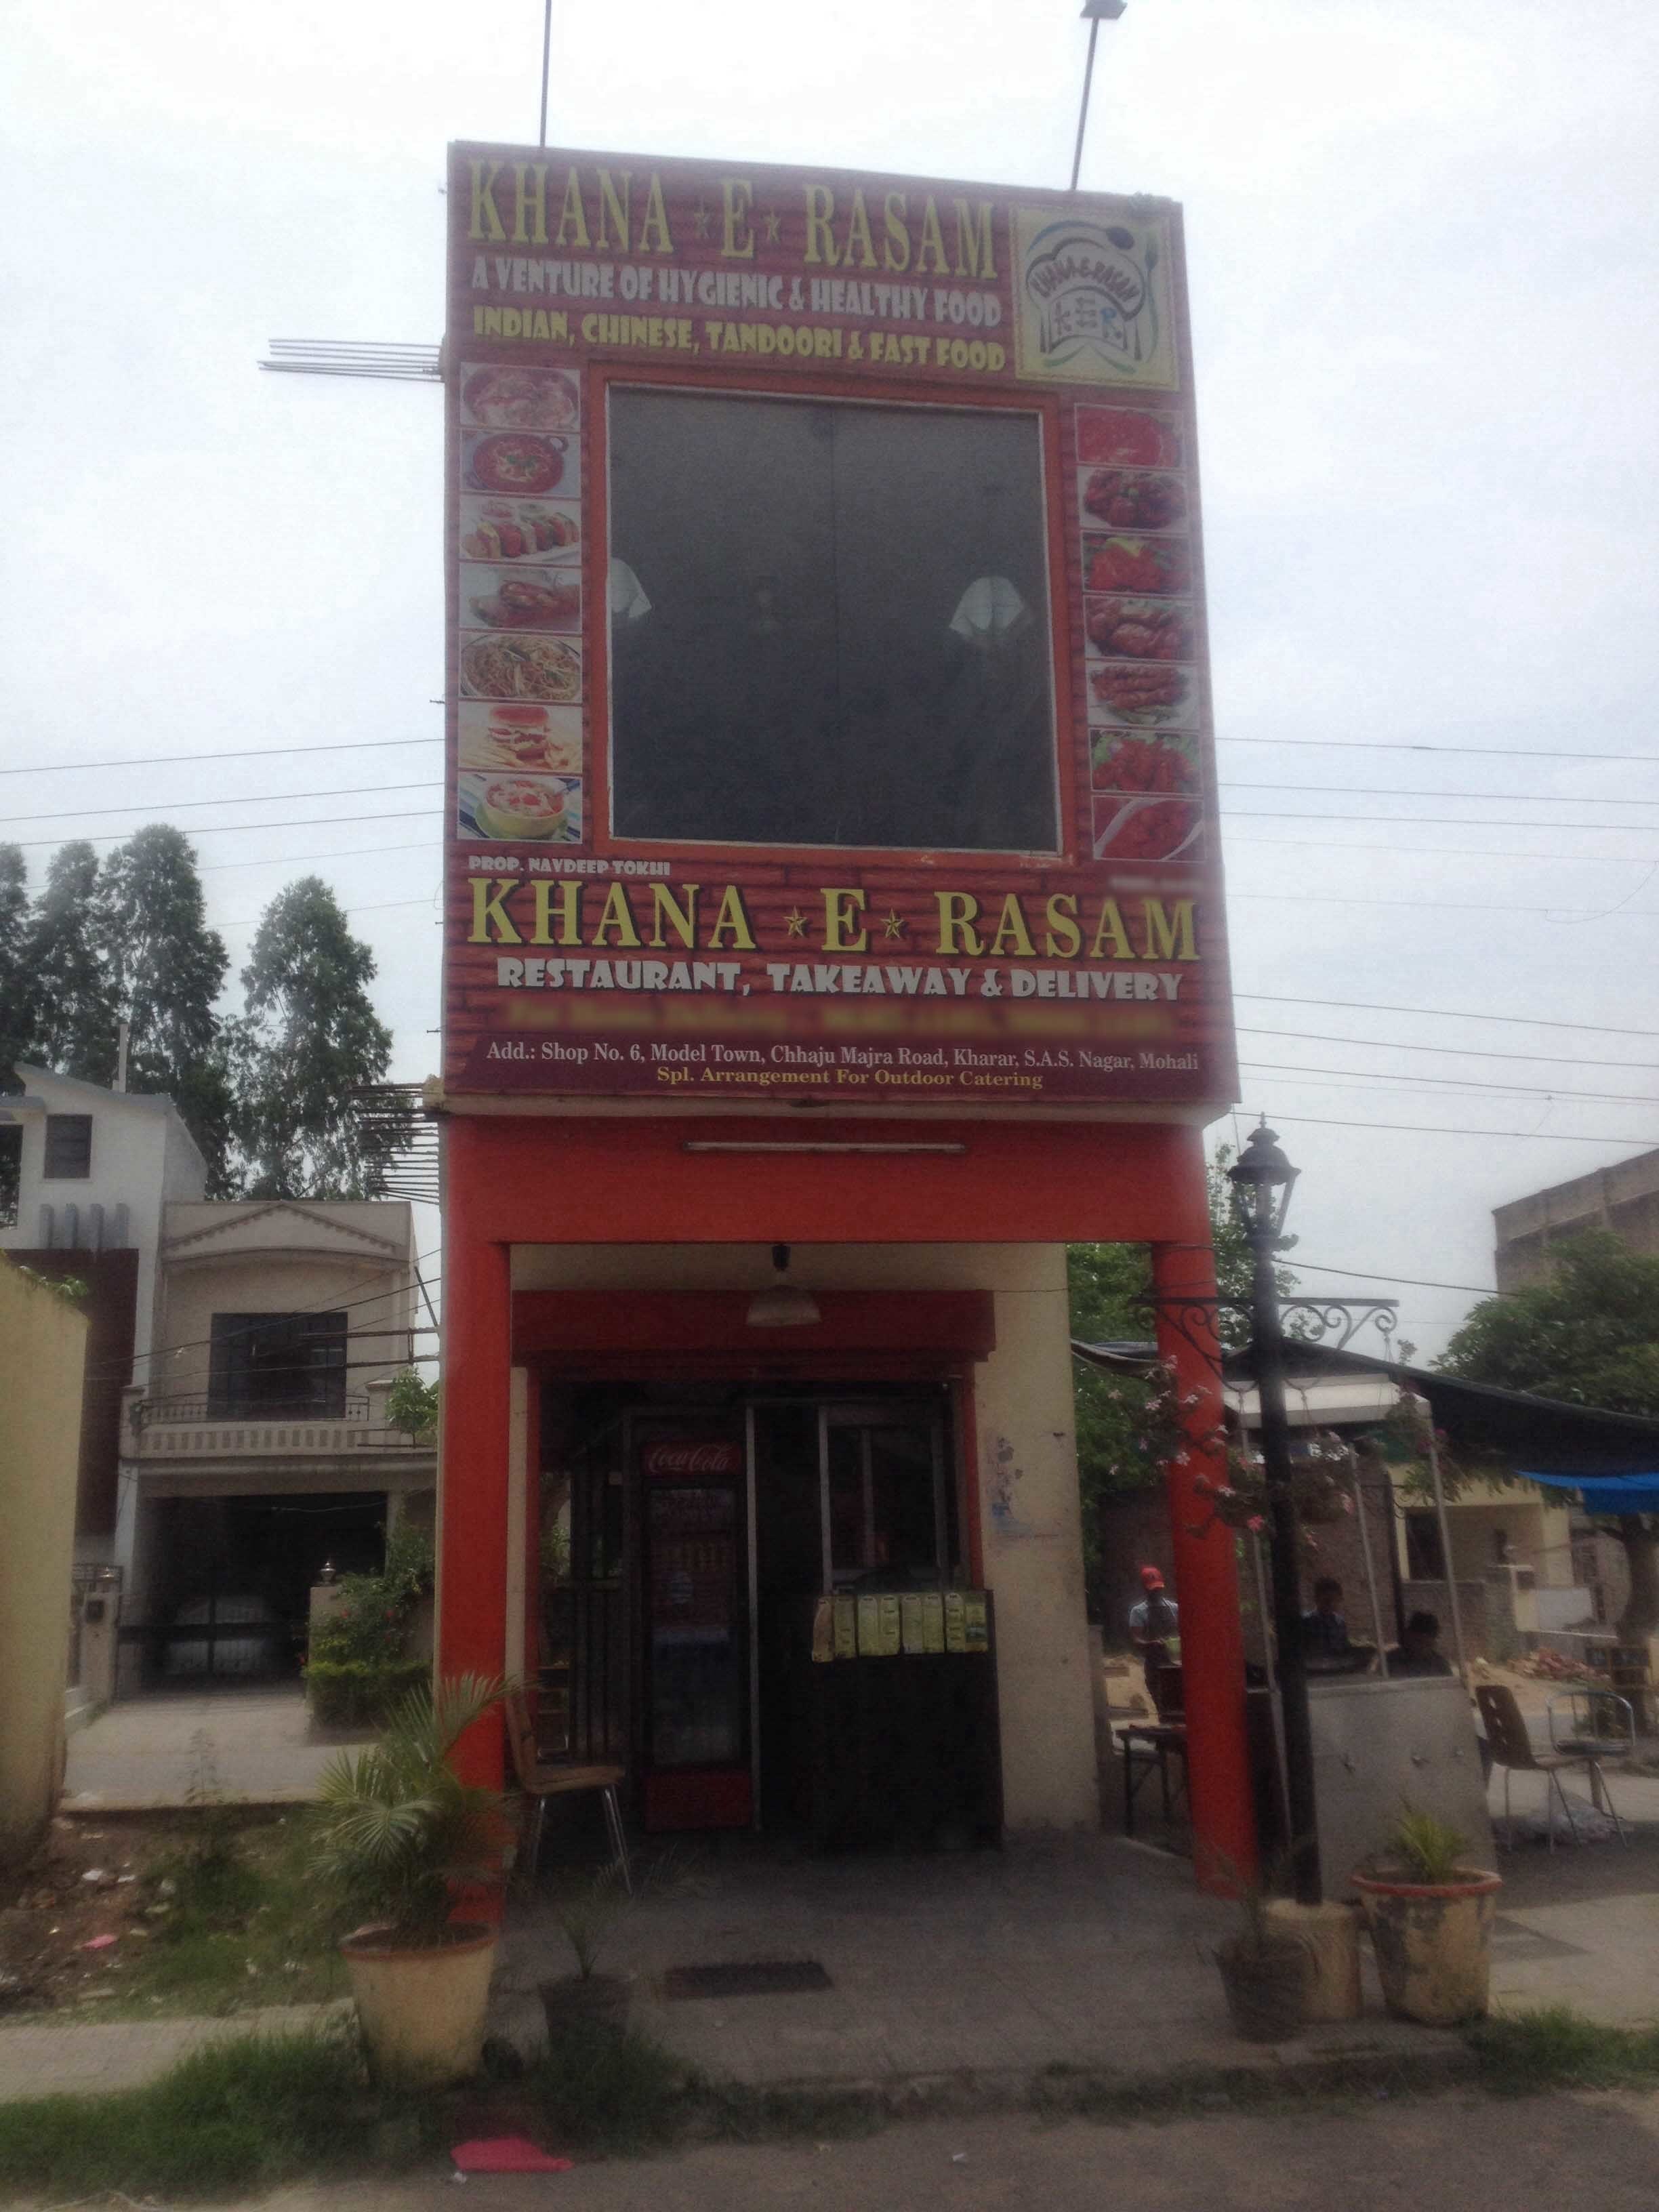 KHANA ★ E ★ RASAM
A VENTURE OF HYGIENIC & HEALTHY FOOD
INDIAN, CHINESE, TANDOORI & FAST FOOD
KHANA-E-RASAM
PROP. NAVDEEP TOKHI
KHANA ★ E ★ RASAM
RESTAURANT, TAKEAWAY & DELIVERY
Add.: Shop No. 6, Model Town, Chhaju Majra Road, Kharar, S.A.S. Nagar, Mohali
Spl. Arrangement For Outdoor Catering
Coca-Cola